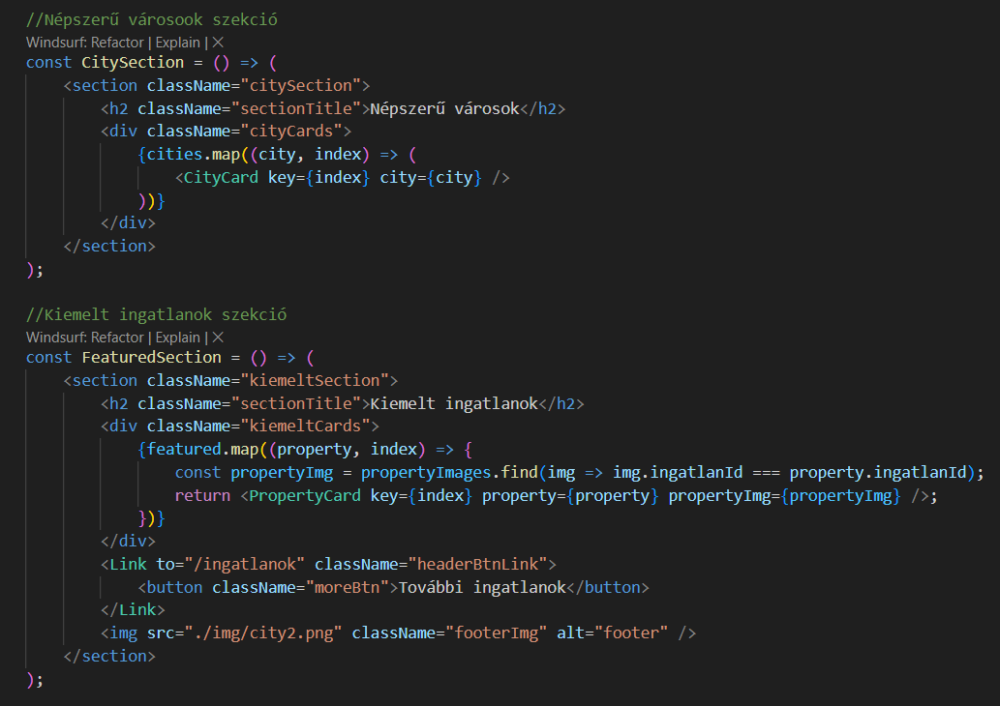 //Népszerű városook szekció
Windsurf: Refactor | Explain | ×
const CitySection = () => (
    <section className="citySection">
        <h2 className="sectionTitle">Népszerű városok</h2>
        <div className="cityCards">
            {cities.map((city, index) => (
                <CityCard key={index} city={city} />
            ))}
        </div>
    </section>
);
//Kiemelt ingatlanok szekció
Windsurf: Refactor | Explain | ×
const FeaturedSection = () => (
    <section className="kiemeltSection">
        <h2 className="sectionTitle">Kiemelt ingatlanok</h2>
        <div className="kiemeltCards">
            {featured.map((property, index) => {
                const propertyImg = propertyImages.find(img => img.ingatlanId === property.ingatlanId);
                return <PropertyCard key={index} property={property} propertyImg={propertyImg} />;
            })}
        </div>
        <Link to="/ingatlanok" className="headerBtnLink">
            <button className="moreBtn">További ingatlanok</button>
        </Link>
        <img src="./img/city2.png" className="footerImg" alt="footer" />
    </section>
);